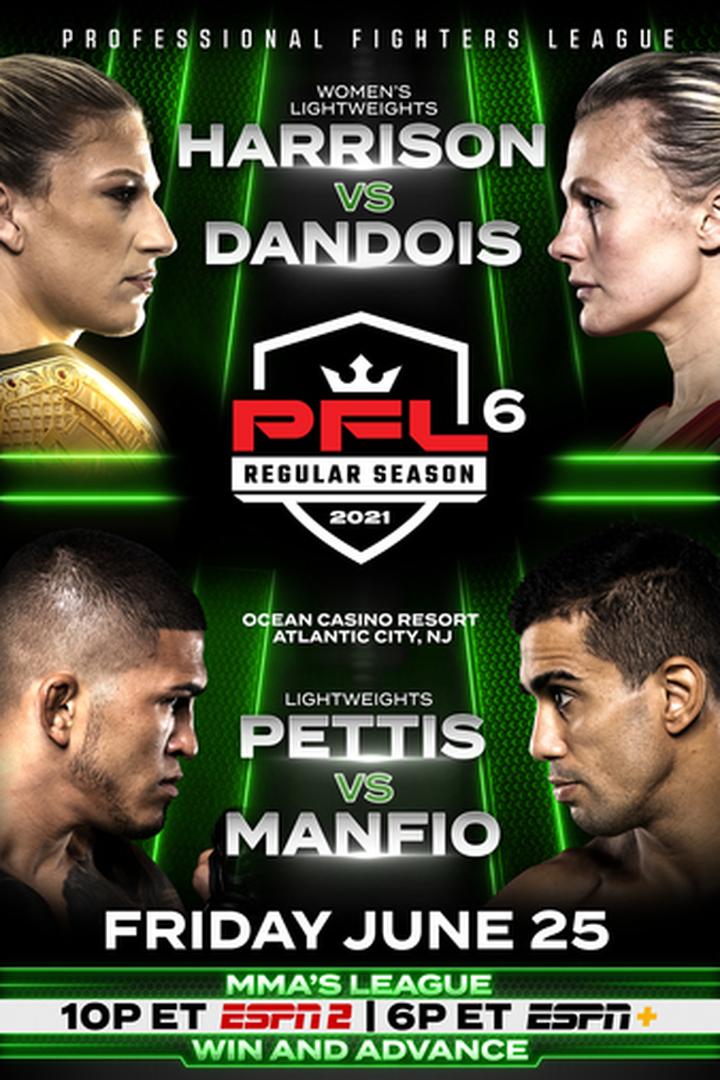 PROFESSIONAL FIGHTERS LEAGUE
WOMEN'S
LIGHTWEIGHTS
HARRISON
VS
DANDOIS
PFL 6
REGULAR SEASON
2021
OCEAN CASINO RESORT
ATLANTIC CITY, NJ
LIGHTWEIGHTS
PETTIS
VS
MANFIO
FRIDAY JUNE 25
MMA'S LEAGUE
10P ET ESPN2 | 6P ET ESPN+
WIN AND ADVANCE